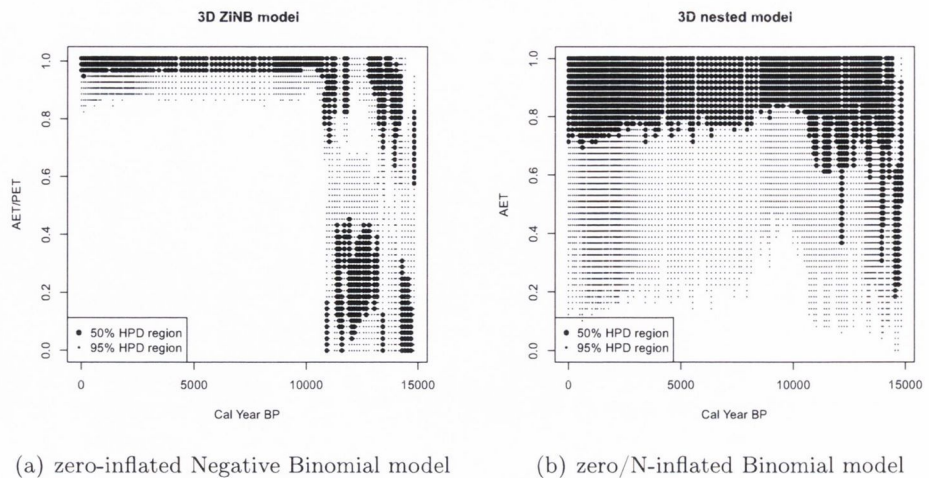 3D ZiNB modei
AET/PET
1.0
0.8
0.6
0.4
0.2
0.0
50% HPD region
95% HPD region
0
5000
10000
15000
Cal Year BP
(a) zero-inflated Negative Binomial model
3D nested modei
AET
1.0
0.8
0.6
0.4
0.2
0.0
50% HPD region
95% HPD region
0
5000
10000
15000
Cal Year BP
(b) zero/N-inflated Binomial model